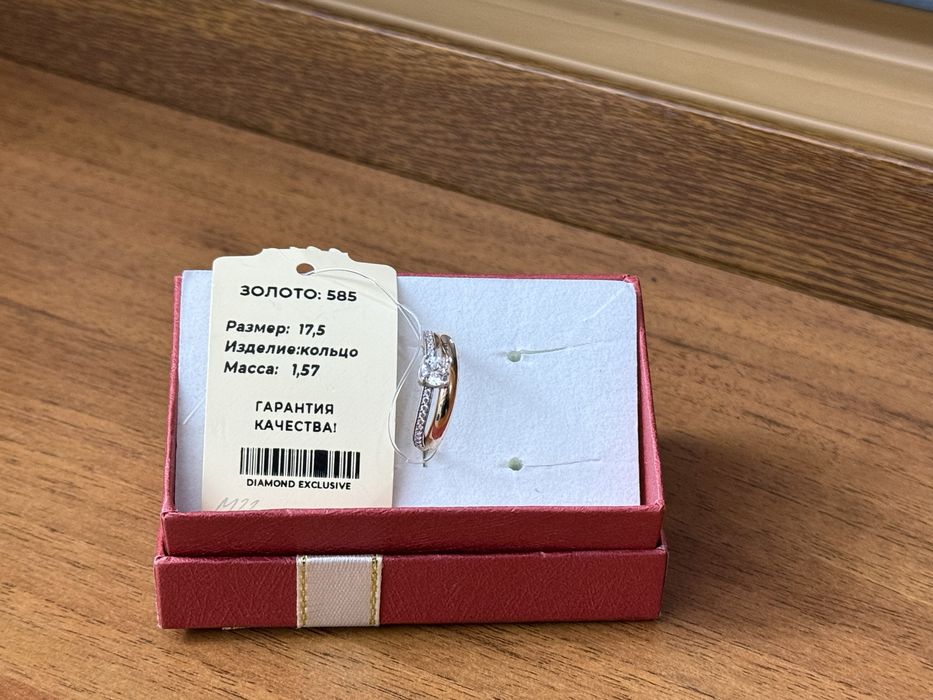 ЗОЛОТО: 585
Размер: 17,5
Изделие:кольцо
Масса: 1,57
ГАРАНТИЯ
КАЧЕСТВА!
DIAMOND EXCLUSIVE